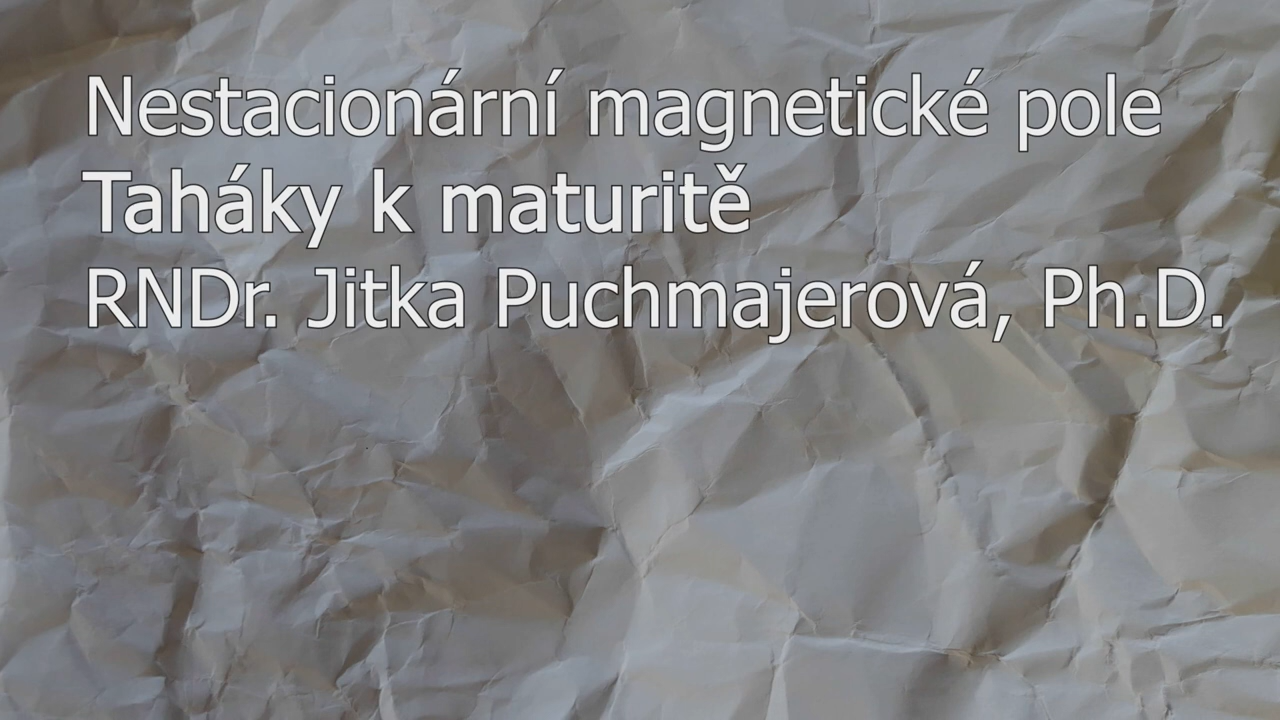 Nestacionární magnetické pole
Taháky k maturitě
RNDr. Jitka Puchmajerová, Ph.D.